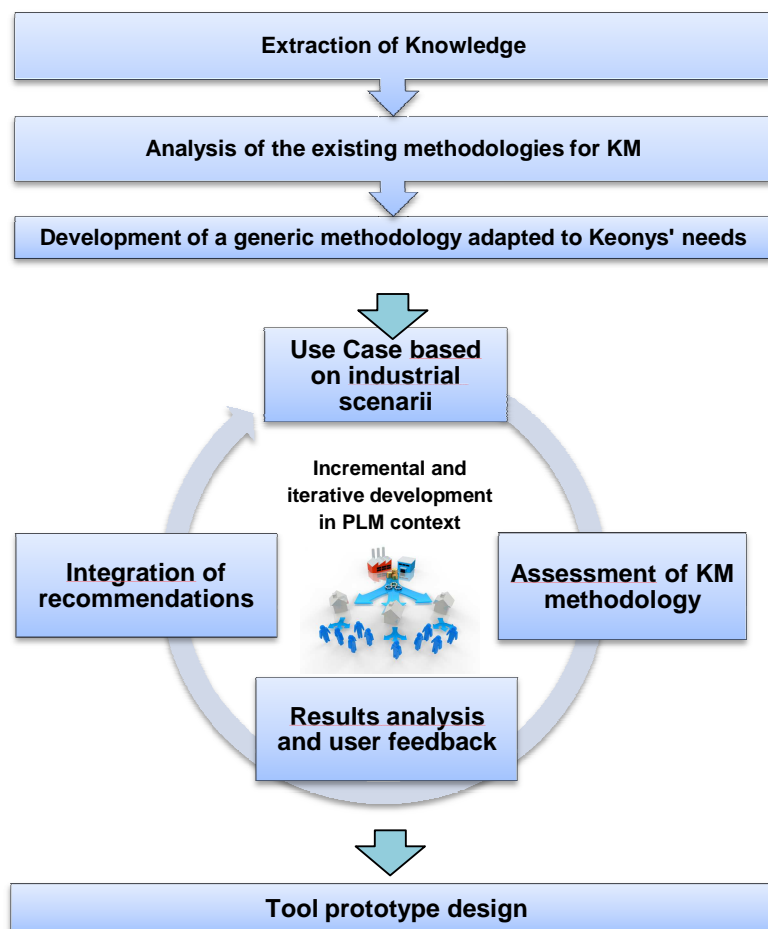 Extraction of Knowledge
Analysis of the existing methodologies for KM
Development of a generic methodology adapted to Keonys' needs
Use Case based
on industrial
scenarii
Incremental and
iterative development
in PLM context
Integration of
recommendations
Assessment of KM
methodology
Results analysis
and user feedback
Tool prototype design